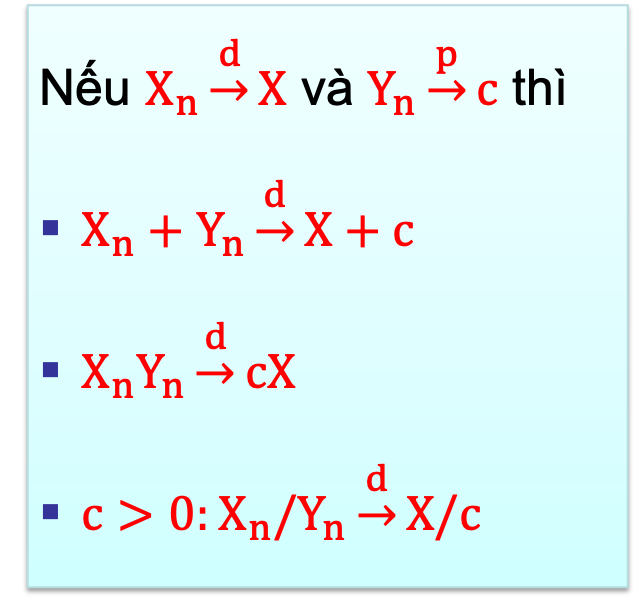 Nếu Xₙ →ᵈ X và Yₙ →ᵖ c thì
▪ Xₙ + Yₙ →ᵈ X + c
▪ XₙYₙ →ᵈ cX
▪ c > 0: Xₙ/Yₙ →ᵈ X/c